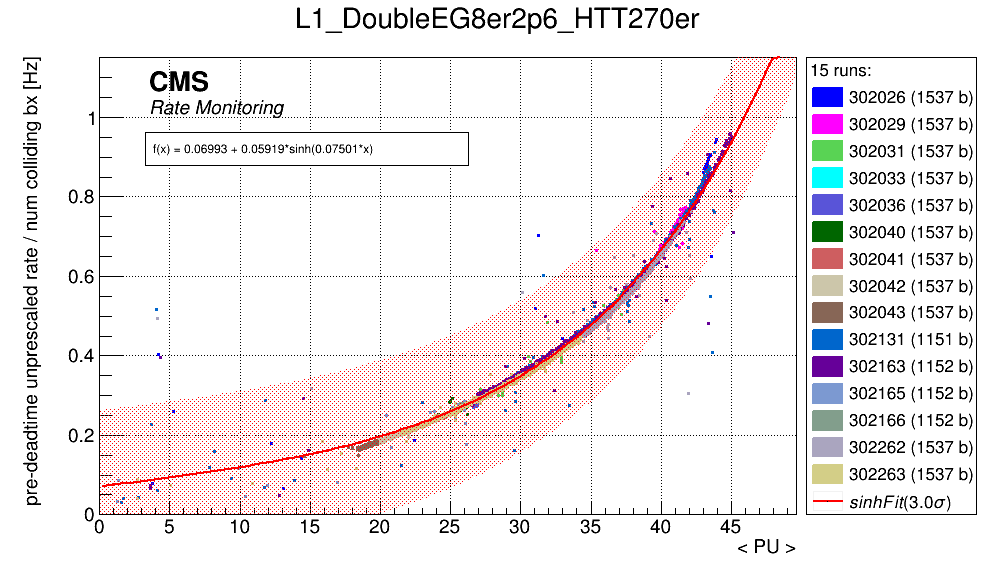 L1_DoubleEG8er2p6_HTT270er
pre-deadtime unprescaled rate / num colliding bx [Hz]
CMS
Rate Monitoring
f(x) = 0.06993 + 0.05919*sinh(0.07501*x)
1
0.8
0.6
0.4
0.2
0
0 5 10 15 20 25 30 35 40 45
< PU >
15 runs:
302026 (1537 b)
302029 (1537 b)
302031 (1537 b)
302033 (1537 b)
302036 (1537 b)
302040 (1537 b)
302041 (1537 b)
302042 (1537 b)
302043 (1537 b)
302131 (1151 b)
302163 (1152 b)
302165 (1152 b)
302166 (1152 b)
302262 (1537 b)
302263 (1537 b)
sinhFit(3.0σ)